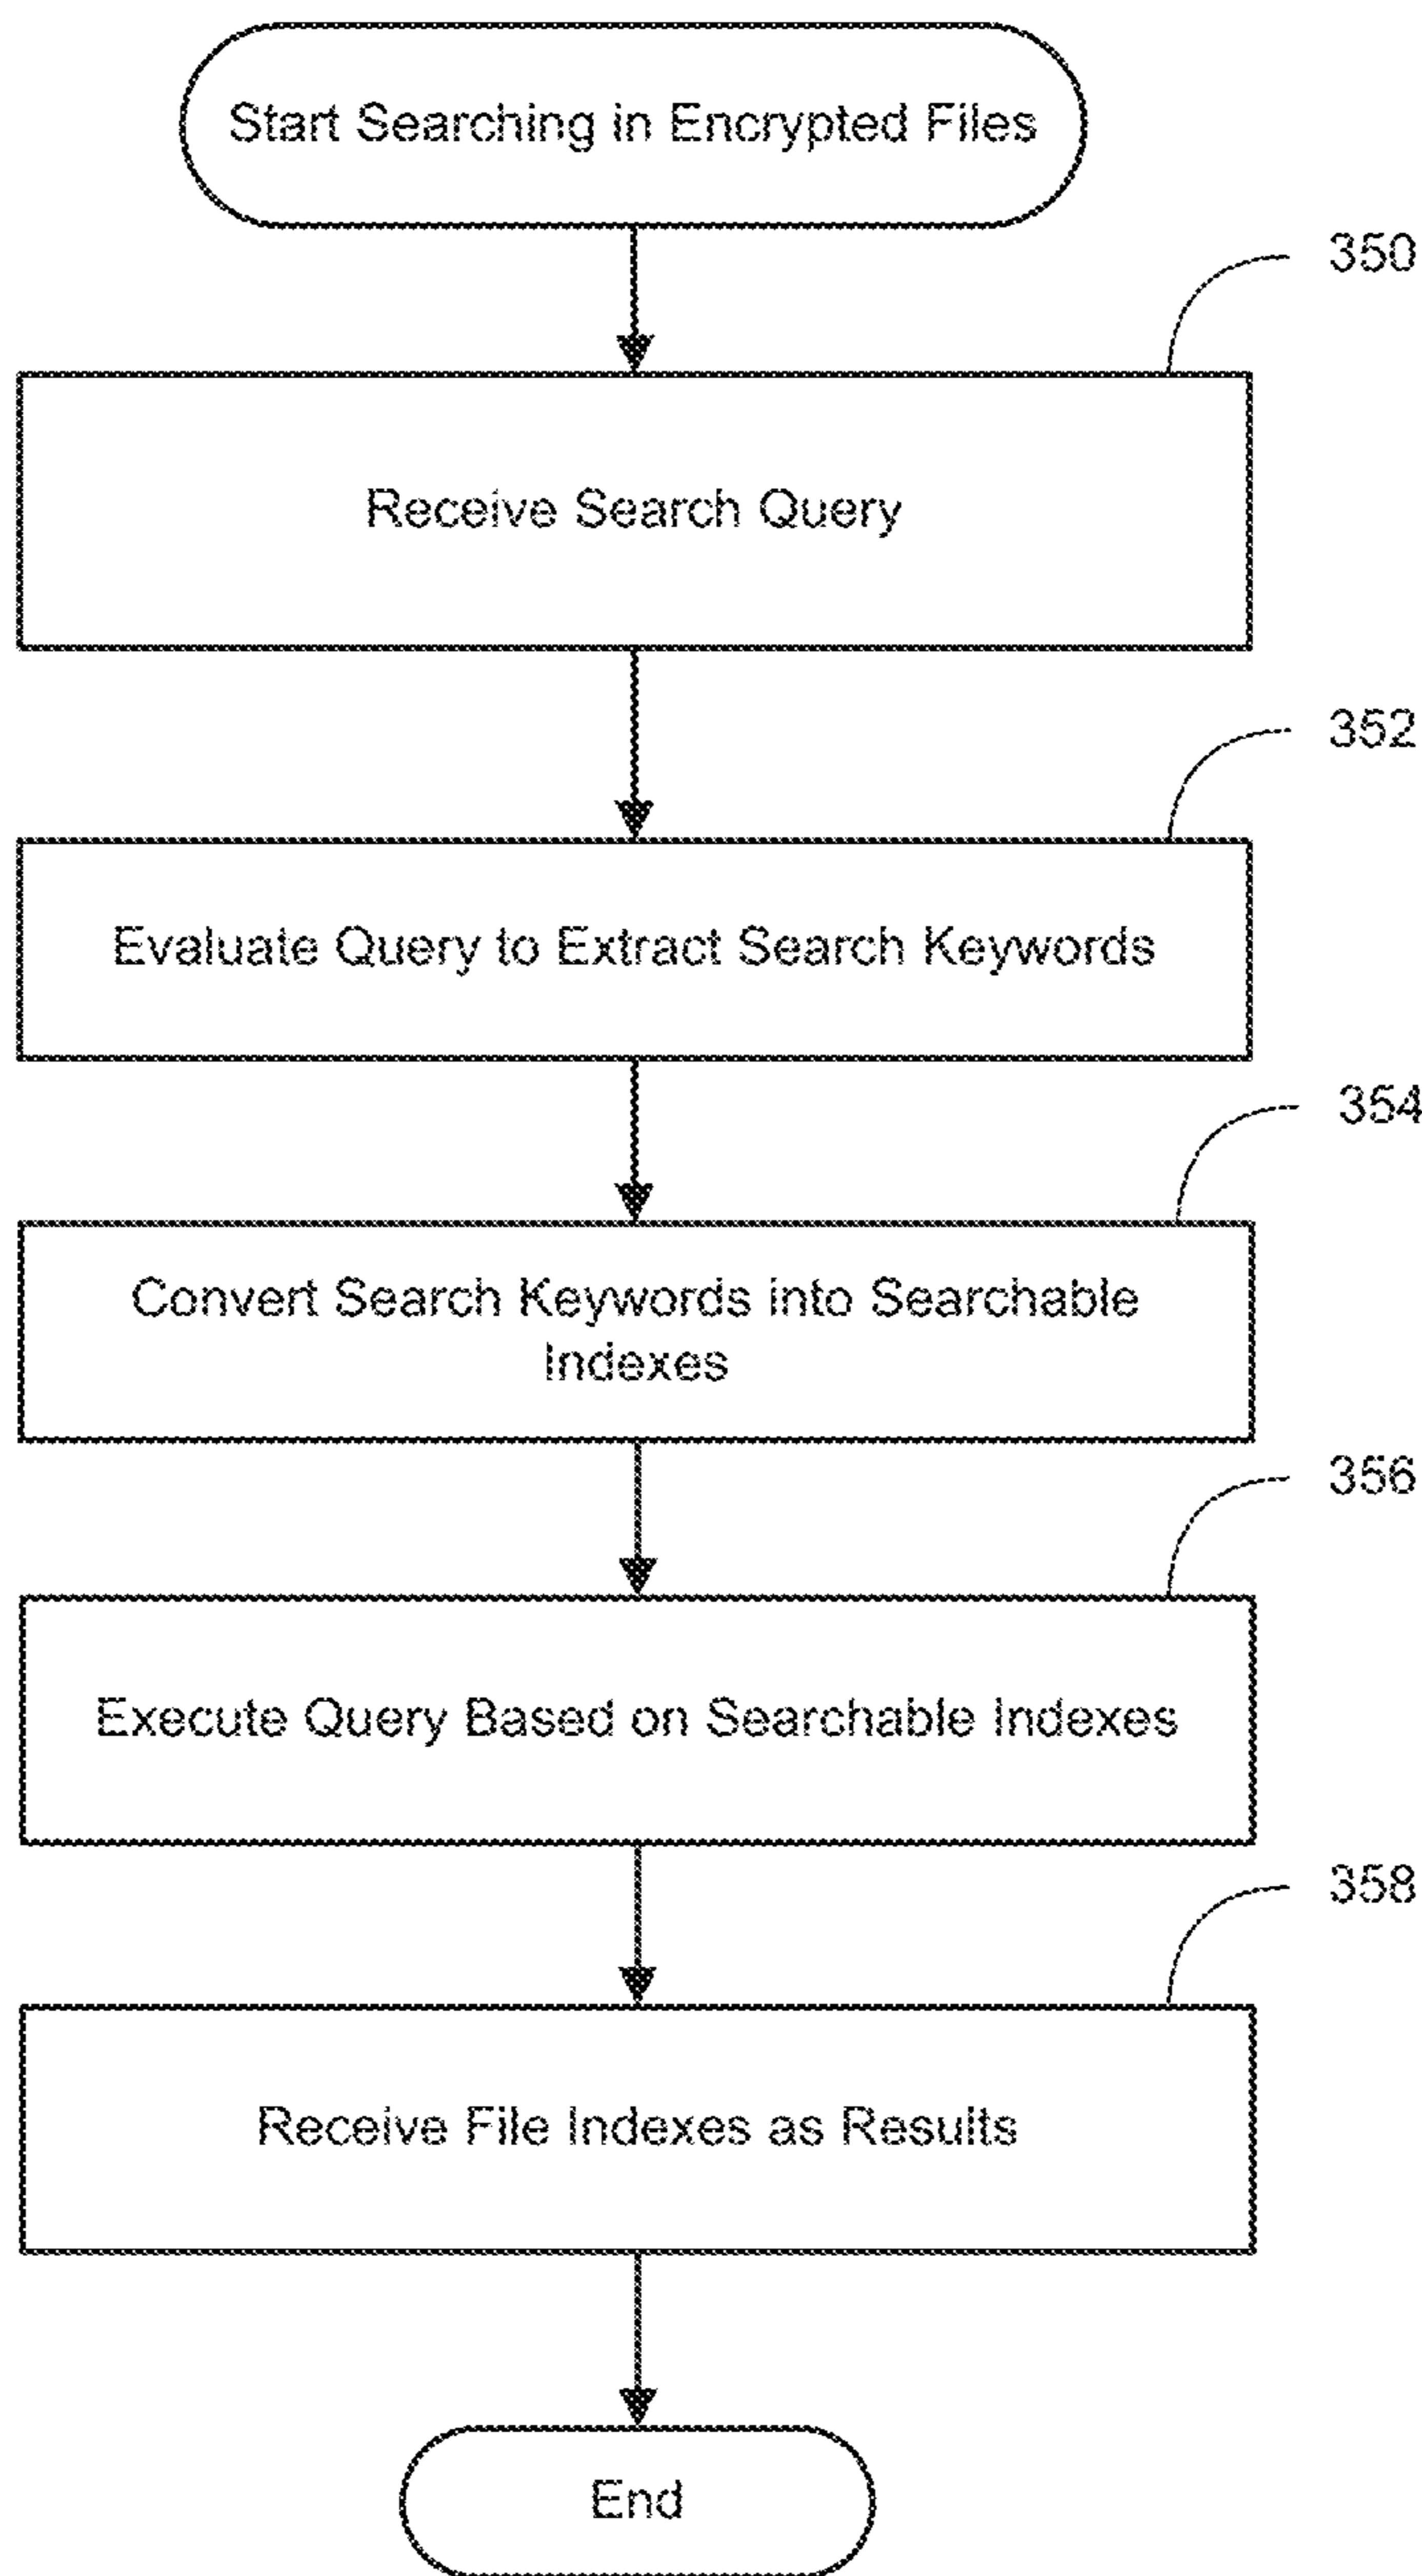 Start Searching in Encrypted Files
350
Receive Search Query
352
Evaluate Query to Extract Search Keywords
354
Convert Search Keywords into Searchable
Indexes
356
Execute Query Based on Searchable Indexes
358
Receive File Indexes as Results
End